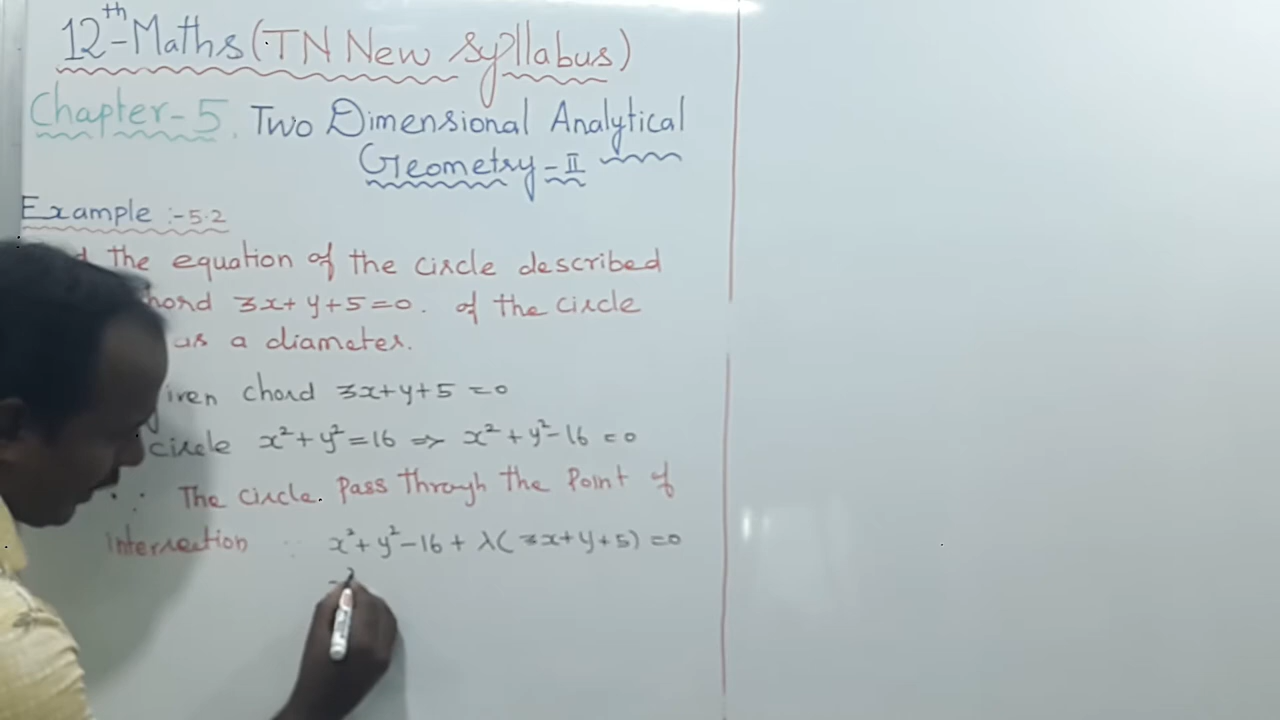 12th-Maths (TN New Syllabus)
Chapter-5. Two Dimensional Analytical
Geometry-II
Example :-5.2
the equation of the circle described
3x+y+5=0. of the circle
as a diameter.
chord 3x+y+5=0
circle x²+y²=16 => x²+y²-16=0
∴ The circle. Pass through the Point of
intersection ∵ x²+y²-16+λ(3x+y+5)=0